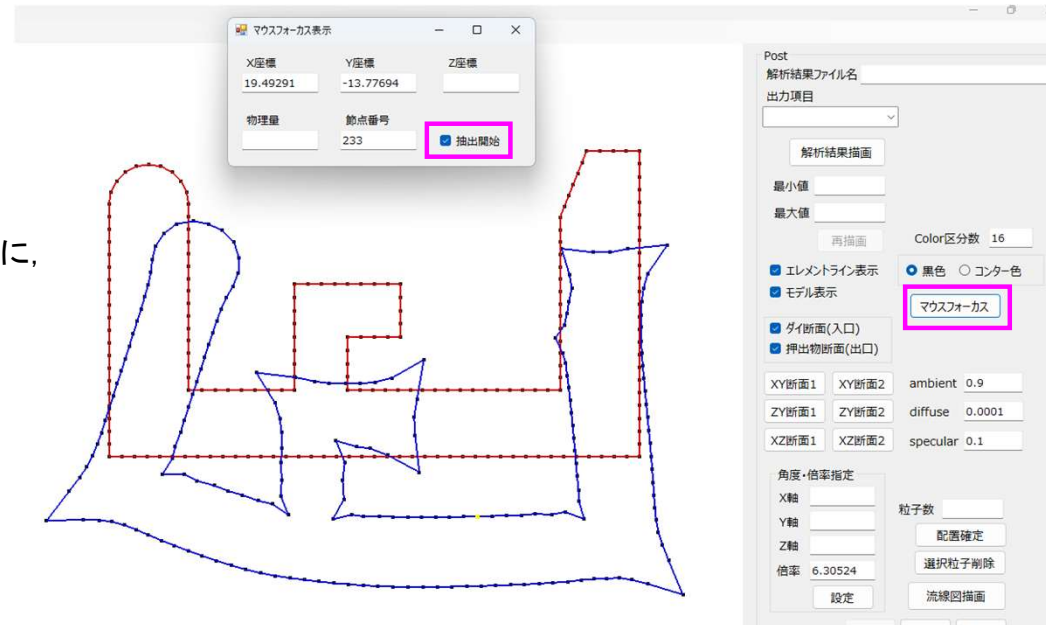 マウスフォーカス表示
X座標 Y座標 Z座標
19.49291 -13.77694
物理量 節点番号
233 抽出開始
に,
Post
解析結果ファイル名
出力項目
解析結果描画
最小値
最大値
再描画 Color区分数 16
エレメントライン表示 黒色 コンター色
モデル表示
マウスフォーカス
ダイ断面(入口)
押出物断面(出口)
XY断面1 XY断面2 ambient 0.9
ZY断面1 ZY断面2 diffuse 0.0001
XZ断面1 XZ断面2 specular 0.1
角度・倍率指定
X軸
粒子数
Y軸
配置確定
Z軸
選択粒子削除
倍率 6.30524
設定 流線図描画